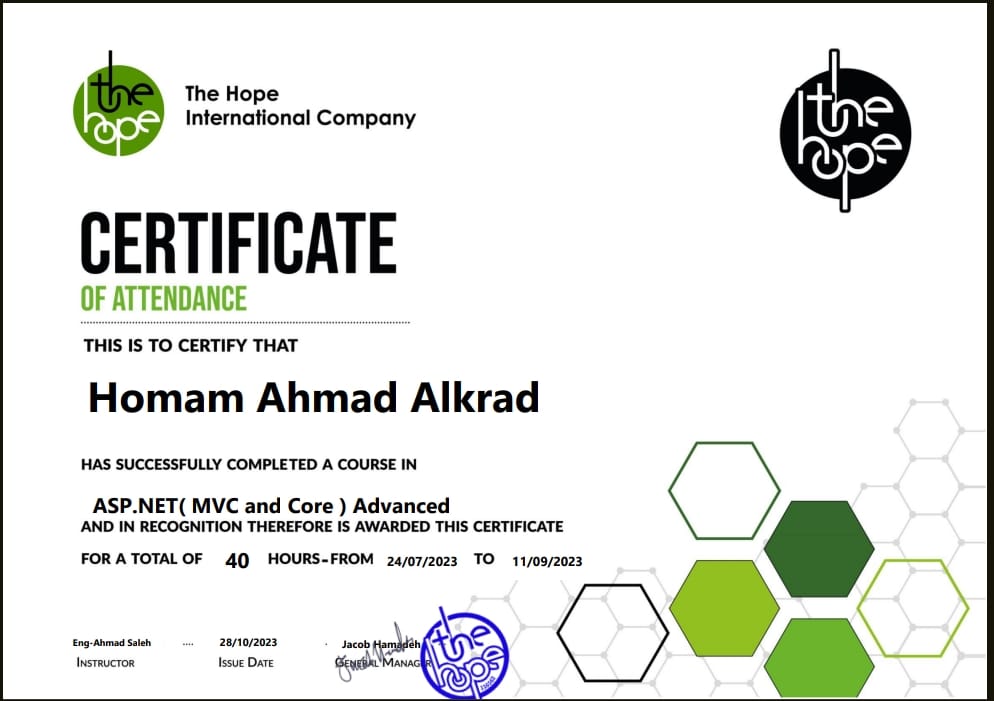 the hope
The Hope
International Company
the hope
CERTIFICATE
OF ATTENDANCE
THIS IS TO CERTIFY THAT
Homam Ahmad Alkrad
HAS SUCCESSFULLY COMPLETED A COURSE IN
ASP.NET( MVC and Core ) Advanced
AND IN RECOGNITION THEREFORE IS AWARDED THIS CERTIFICATE
FOR A TOTAL OF 40 HOURS-FROM 24/07/2023 TO 11/09/2023
Eng-Ahmad Saleh .... 28/10/2023 . Jacob Hamadeh
INSTRUCTOR ISSUE DATE GENERAL MANAGER
the hope